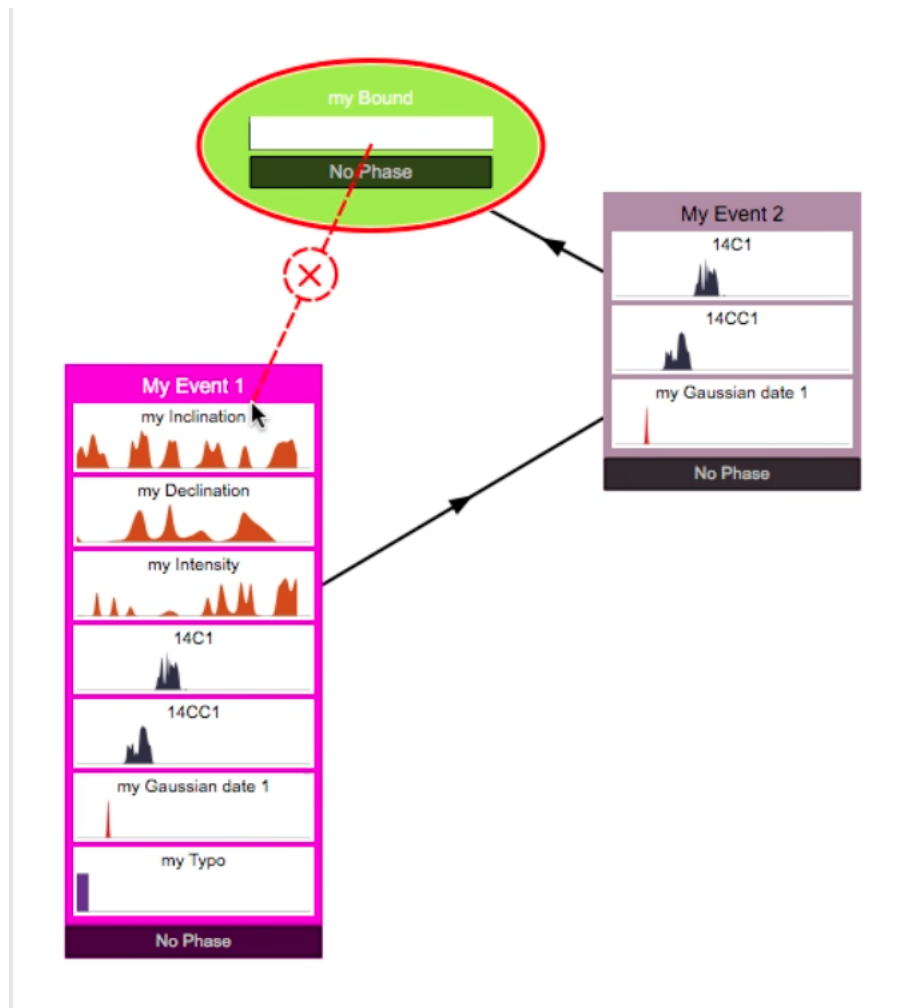 my Bound
No Phase
My Event 2
14C1
14CC1
my Gaussian date 1
No Phase
My Event 1
my Inclination
my Declination
my Intensity
14C1
14CC1
my Gaussian date 1
my Typo
No Phase